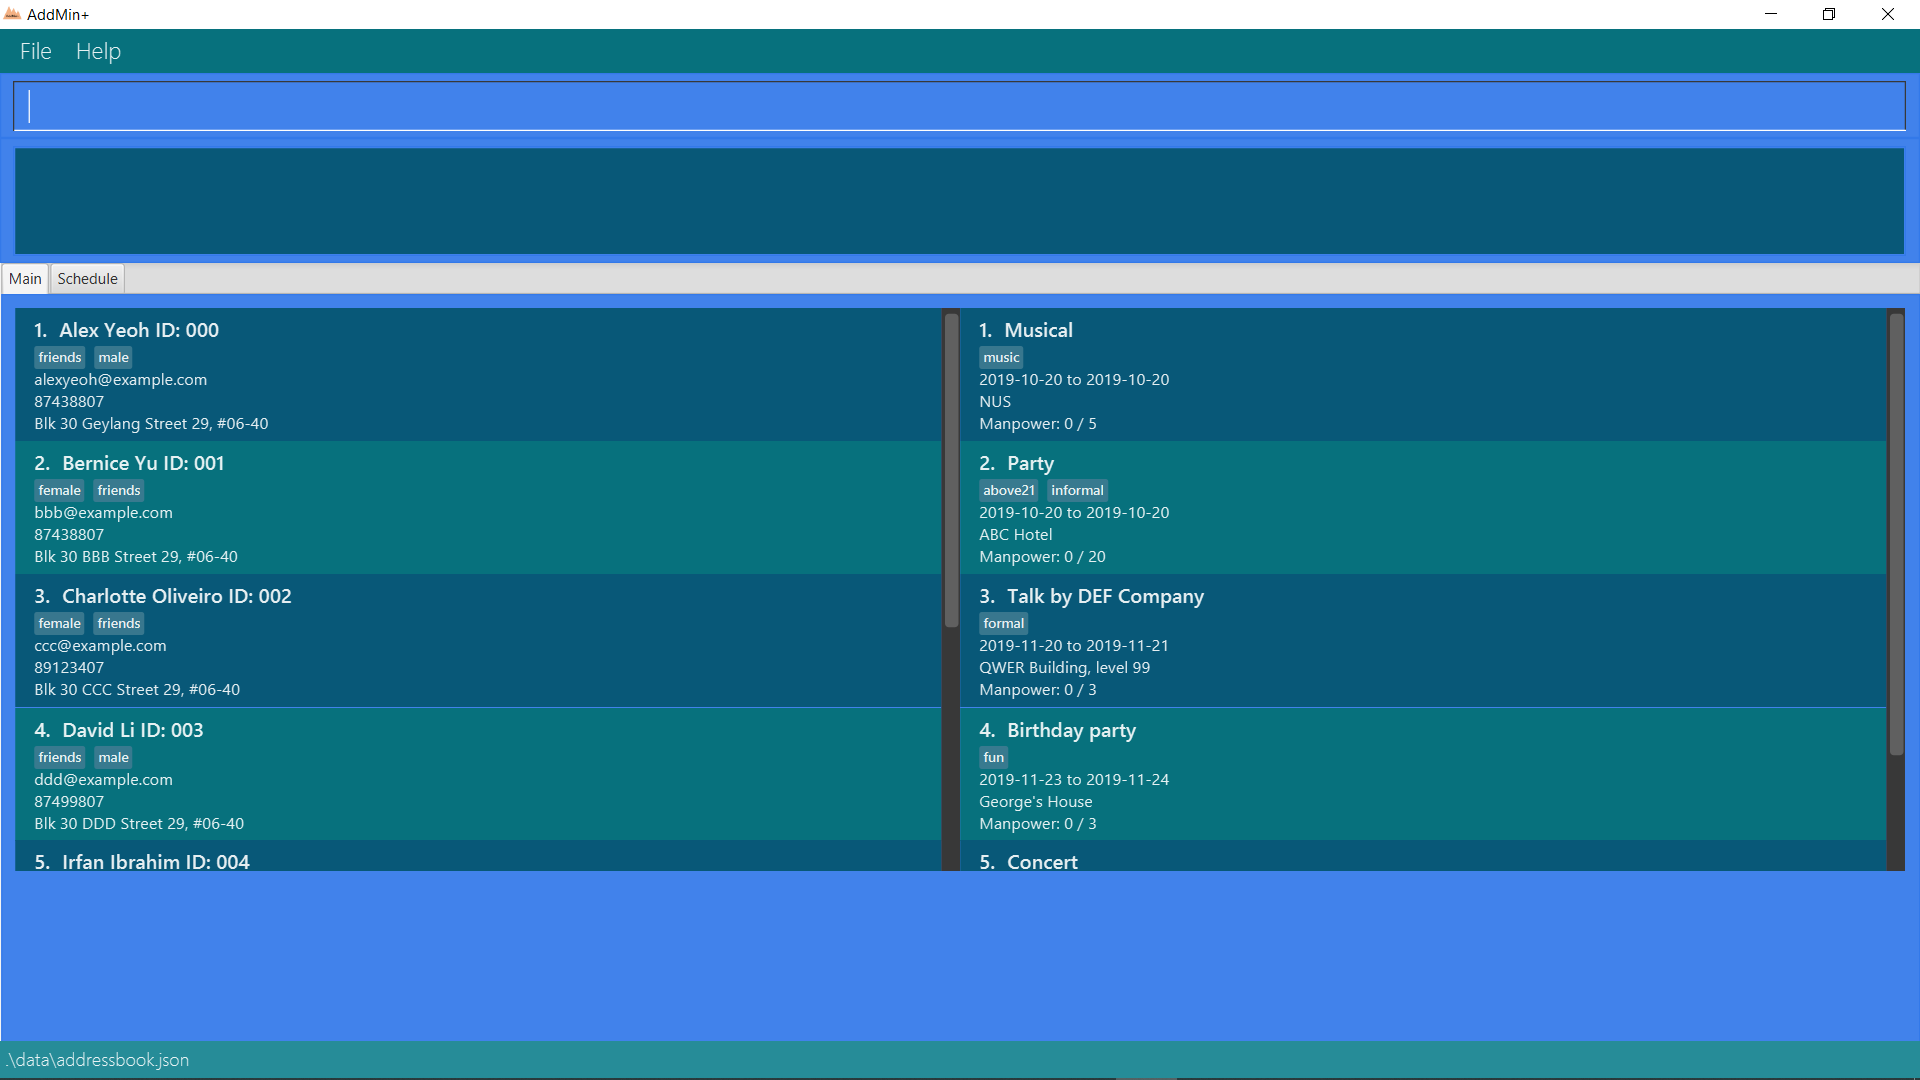 AddMin+
File Help
Main Schedule
1. Alex Yeoh ID: 000
friends male
alexyeoh@example.com
87438807
Blk 30 Geylang Street 29, #06-40
2. Bernice Yu ID: 001
female friends
bbb@example.com
87438807
Blk 30 BBB Street 29, #06-40
3. Charlotte Oliveiro ID: 002
female friends
ccc@example.com
89123407
Blk 30 CCC Street 29, #06-40
4. David Li ID: 003
friends male
ddd@example.com
87499807
Blk 30 DDD Street 29, #06-40
5. Irfan Ibrahim ID: 004
1. Musical
music
2019-10-20 to 2019-10-20
NUS
Manpower: 0 / 5
2. Party
above21 informal
2019-10-20 to 2019-10-20
ABC Hotel
Manpower: 0 / 20
3. Talk by DEF Company
formal
2019-11-20 to 2019-11-21
QWER Building, level 99
Manpower: 0 / 3
4. Birthday party
fun
2019-11-23 to 2019-11-24
George's House
Manpower: 0 / 3
5. Concert
.\data\addressbook.json